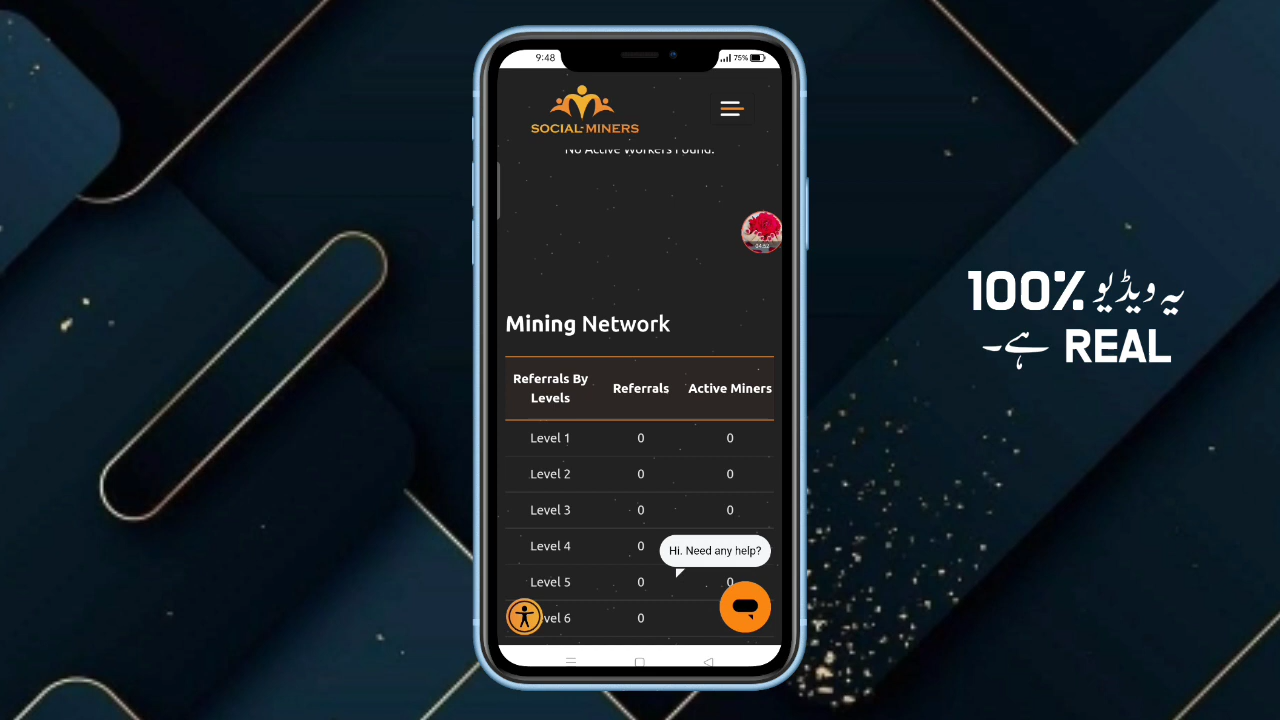 9:48
75%
SOCIAL-MINERS
No Active Workers Found.
04:52
Mining Network
Referrals By Levels
Referrals
Active Miners
Level 1 0 0
Level 2 0 0
Level 3 0 0
Level 4 0
Hi. Need any help?
Level 5 0 0
vel 6 0
یہ ویڈیو 100%
REAL ہے۔